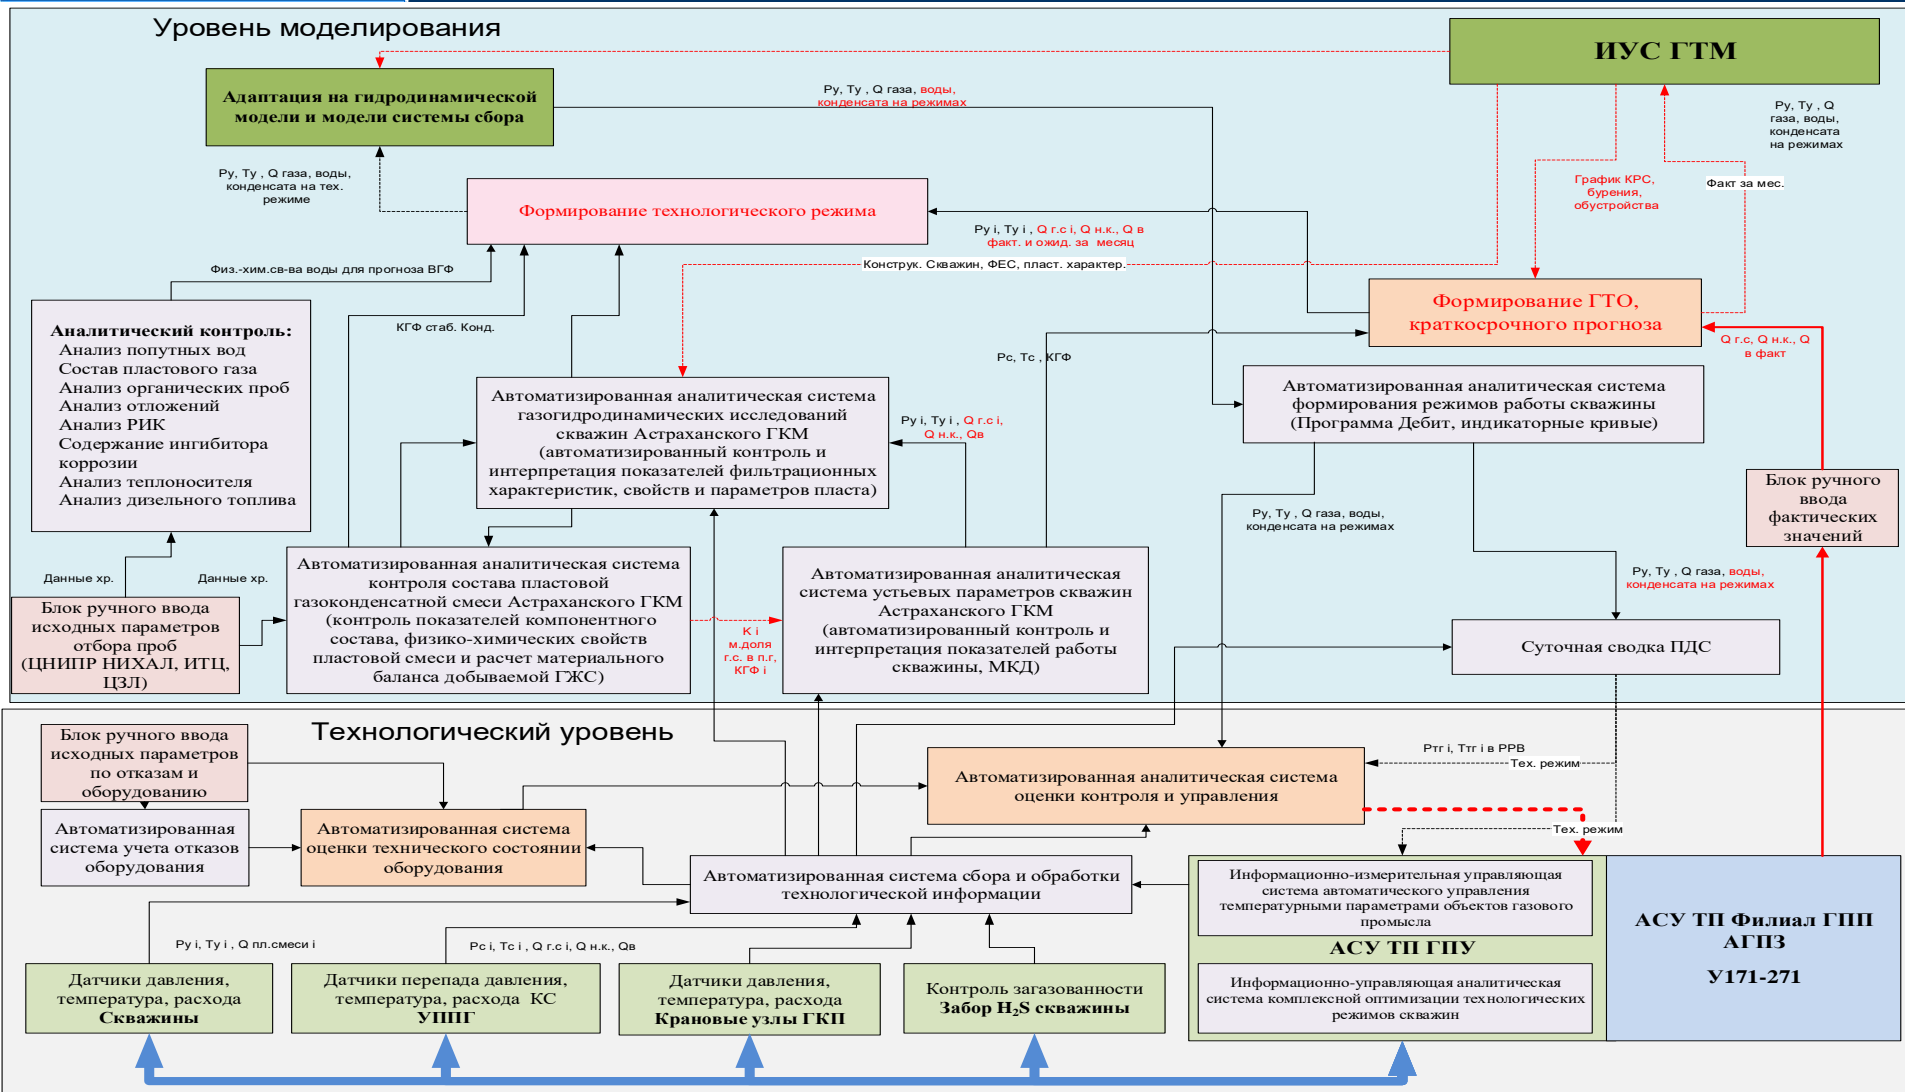 Уровень моделирования
ИУС ГТМ
Адаптация на гидродинамической
модели и модели системы сбора
Ру, Ту , Q газа, воды,
конденсата на режимах
Ру, Ту , Q
газа, воды,
конденсата
на режимах
Ру, Ту , Q газа, воды,
конденсата на тех.
режиме
Формирование технологического режима
График КРС,
бурения,
обустройства
Факт за мес.
Ру i, Ту i , Q г.с i, Q н.к., Q в
факт. и ожид. за месяц
Физ.-хим.св-ва воды для прогноза ВГФ
Конструк. Скважин, ФЕС, пласт. характер.
Формирование ГТО,
краткосрочного прогноза
Аналитический контроль:
Анализ попутных вод
Состав пластового газа
Анализ органических проб
Анализ отложений
Анализ РИК
Содержание ингибитора
коррозии
Анализ теплоносителя
Анализ дизельного топлива
КГФ стаб. Конд.
Рс, Тс , КГФ
Q г.с, Q н.к., Q
в факт
Автоматизированная аналитическая система
газогидродинамических исследований
скважин Астраханского ГКМ
(автоматизированный контроль и
интерпретация показателей фильтрационных
характеристик, свойств и параметров пласта)
Ру i, Ту i , Q г.с i,
Q н.к., Qв
Автоматизированная аналитическая система
формирования режимов работы скважины
(Программа Дебит, индикаторные кривые)
Блок ручного
ввода
фактических
значений
Ру, Ту , Q газа, воды,
конденсата на режимах
Данные хр.
Данные хр.
Блок ручного ввода
исходных параметров
отбора проб
(ЦНИПР НИХАЛ, ИТЦ,
ЦЗЛ)
Автоматизированная аналитическая система
контроля состава пластовой
газоконденсатной смеси Астраханского ГКМ
(контроль показателей компонентного
состава, физико-химических свойств
пластовой смеси и расчет материального
баланса добываемой ГЖС)
K i
м.доля
г.с. в п.г,
КГФ i
Автоматизированная аналитическая
система устьевых параметров скважин
Астраханского ГКМ
(автоматизированный контроль и
интерпретация показателей работы
скважины, МКД)
Ру, Ту , Q газа, воды,
конденсата на режимах
Суточная сводка ПДС
Технологический уровень
Блок ручного ввода
исходных параметров
по отказам и
оборудованию
Автоматизированная аналитическая система
оценки контроля и управления
Ртг i, Ттг i в РРВ
Тех. режим
Автоматизированная
система учета отказов
оборудования
Автоматизированная система
оценки технического состоянии
оборудования
Тех. режим
Автоматизированная система сбора и обработки
технологической информации
Информационно-измерительная управляющая
система автоматического управления
температурными параметрами объектов газового
промысла
АСУ ТП ГПУ
Информационно-управляющая аналитическая
система комплексной оптимизации технологических
режимов скважин
АСУ ТП Филиал ГПП
АГПЗ
У171-271
Ру i, Ту i , Q пл.смеси i
Рс i, Тс i , Q г.с i, Q н.к., Qв
Датчики давления,
температура, расхода
Скважины
Датчики перепада давления,
температура, расхода КС
УППГ
Датчики давления,
температура, расхода
Крановые узлы ГКП
Контроль загазованности
Забор H₂S скважины